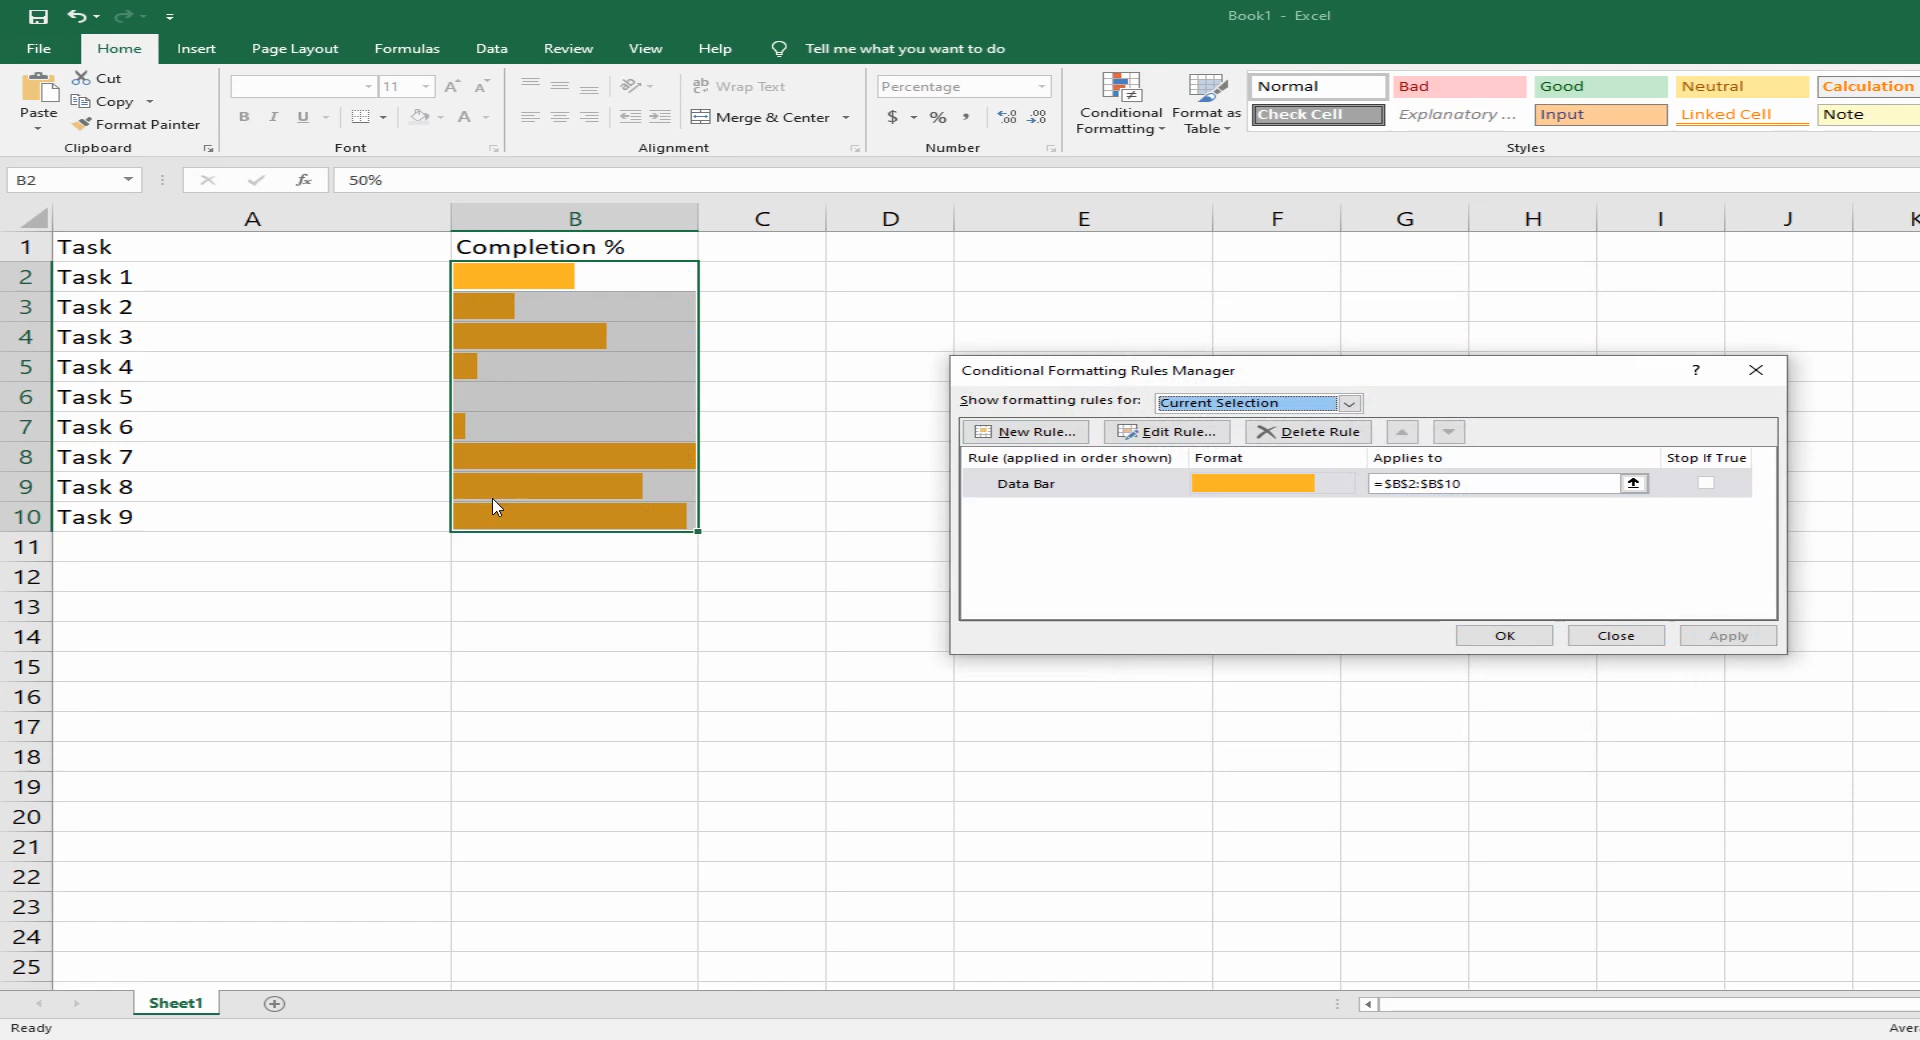 Book1 - Excel
File Home Insert Page Layout Formulas Data Review View Help Tell me what you want to do
Cut
Copy
Format Painter
Paste
Clipboard
11
B I U A
Font
ab Wrap Text
Merge & Center
Alignment
Percentage
$ % ,
Number
Conditional Formatting
Format as Table
Normal Bad Good Neutral Calculation
Check Cell Explanatory ... Input Linked Cell Note
Styles
B2 fx 50%
A B C D E F G H I J
1 Task Completion %
2 Task 1
3 Task 2
4 Task 3
5 Task 4
6 Task 5
7 Task 6
8 Task 7
9 Task 8
10 Task 9
11
12
13
14
15
16
17
18
19
20
21
22
23
24
25
Conditional Formatting Rules Manager ?
Show formatting rules for: Current Selection
New Rule... Edit Rule... Delete Rule
Rule (applied in order shown) Format Applies to Stop If True
Data Bar =$B$2:$B$10
OK Close Apply
Sheet1
Ready